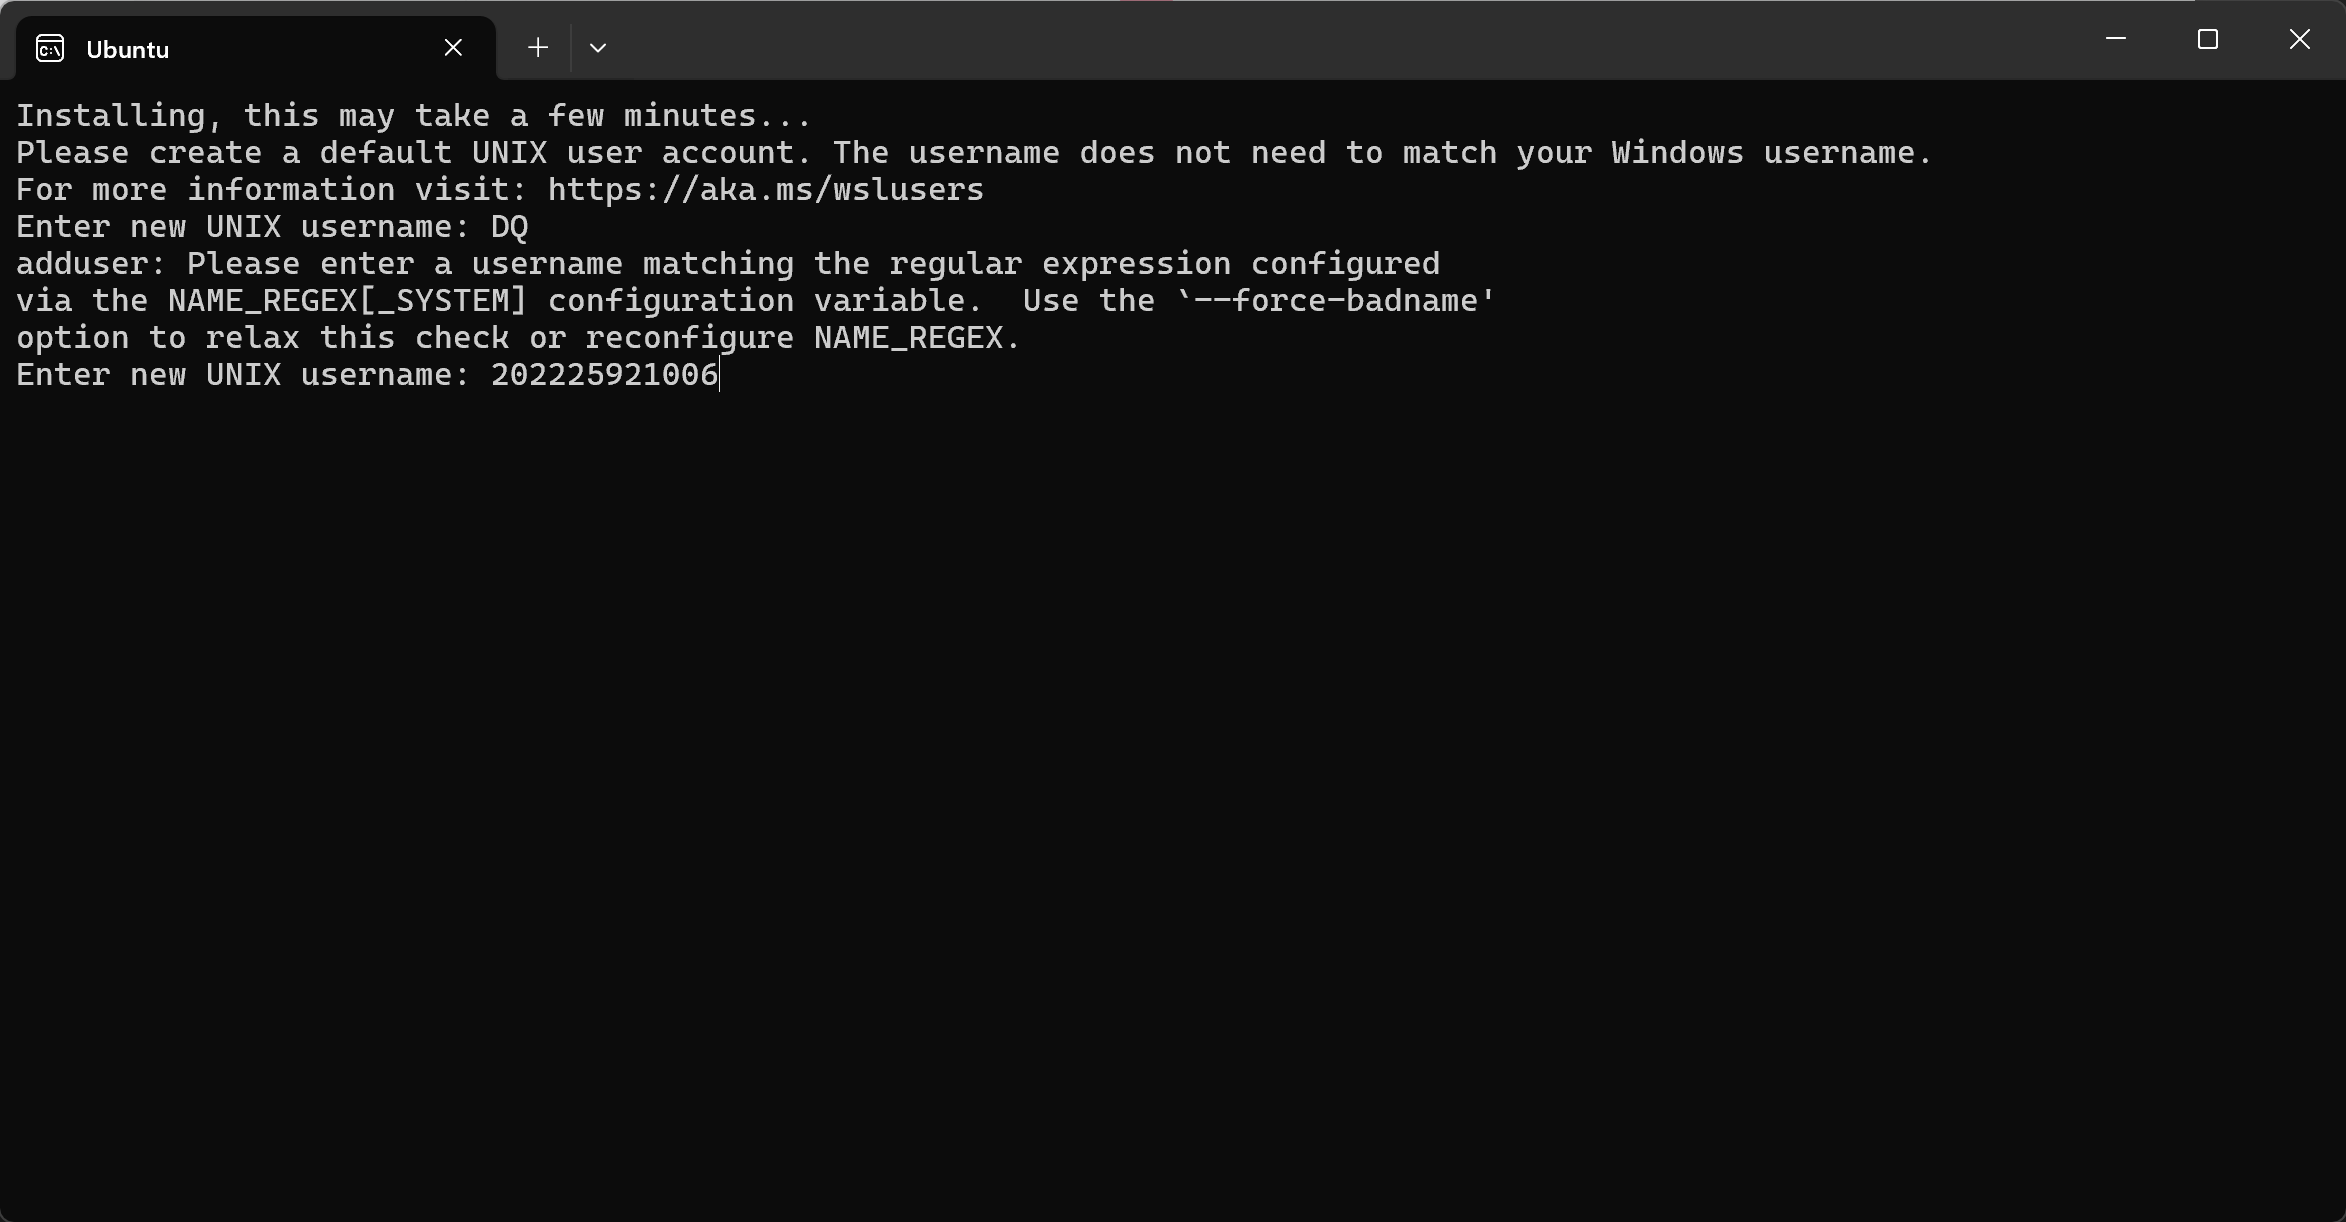 Ubuntu
Installing, this may take a few minutes...
Please create a default UNIX user account. The username does not need to match your Windows username.
For more information visit: https://aka.ms/wslusers
Enter new UNIX username: DQ
adduser: Please enter a username matching the regular expression configured
via the NAME_REGEX[_SYSTEM] configuration variable.  Use the `--force-badname'
option to relax this check or reconfigure NAME_REGEX.
Enter new UNIX username: 202225921006